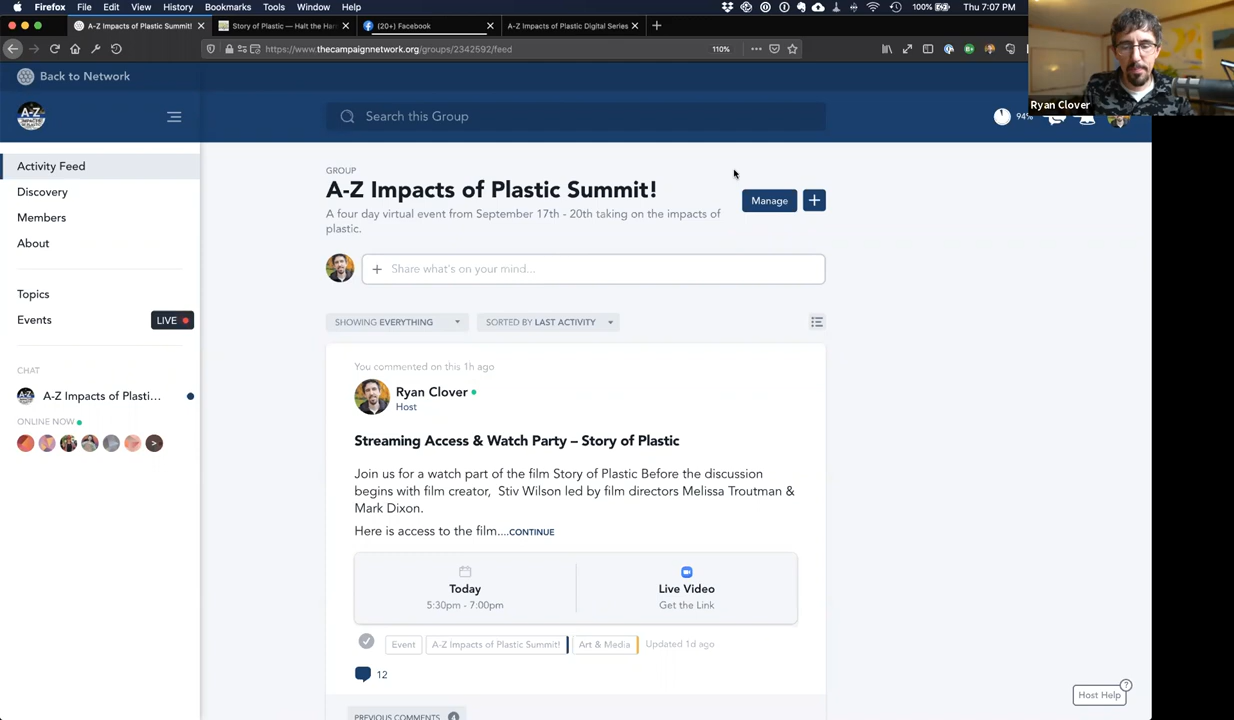 Firefox File Edit View History Bookmarks Tools Window Help 100% Thu 7:07 PM
A-Z Impacts of Plastic Summit! Story of Plastic — Halt the Har (20+) Facebook A-Z Impacts of Plastic Digital Series
https://www.thecampaignnetwork.org/groups/2342592/feed 110%
Ryan Clover
Back to Network
A-Z
Search this Group
94%
Activity Feed
Discovery
Members
About
Topics
Events LIVE
CHAT
A-Z Impacts of Plasti...
ONLINE NOW
GROUP
A-Z Impacts of Plastic Summit!
A four day virtual event from September 17th - 20th taking on the impacts of
plastic.
Manage
Share what's on your mind...
SHOWING EVERYTHING SORTED BY LAST ACTIVITY
You commented on this 1h ago
Ryan Clover
Host
Streaming Access & Watch Party – Story of Plastic
Join us for a watch part of the film Story of Plastic Before the discussion
begins with film creator, Stiv Wilson led by film directors Melissa Troutman &
Mark Dixon.
Here is access to the film....CONTINUE
Today Live Video
5:30pm - 7:00pm Get the Link
Event A-Z Impacts of Plastic Summit! Art & Media Updated 1d ago
12
PREVIOUS COMMENTS 4
Host Help ?